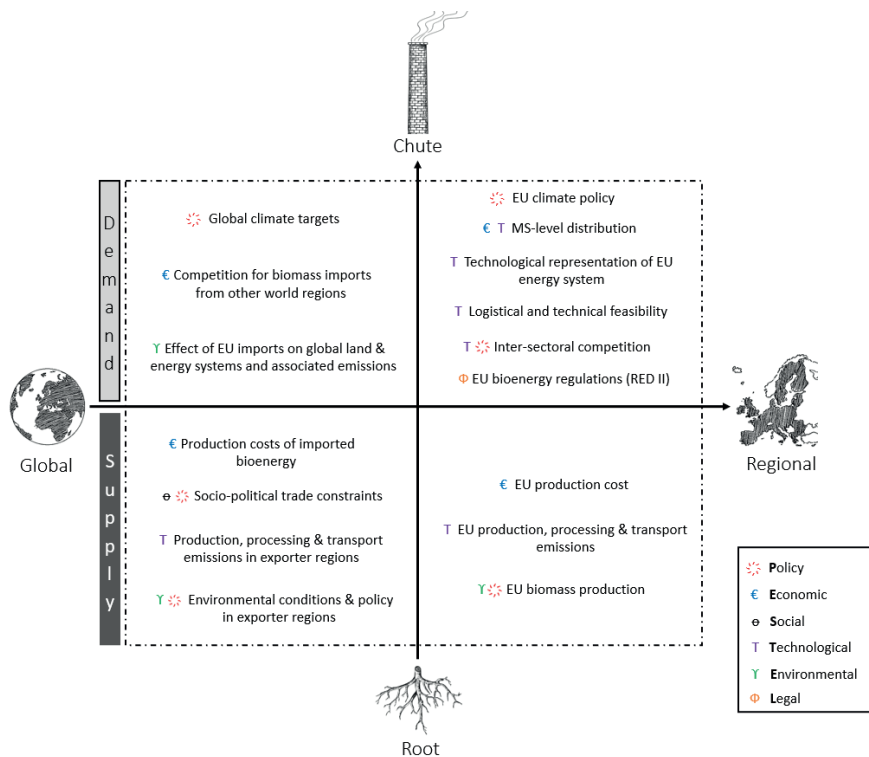 Chute
Demand
Global climate targets
€ Competition for biomass imports
from other world regions
ϒ Effect of EU imports on global land &
energy systems and associated emissions
EU climate policy
€ T MS-level distribution
T Technological representation of EU
energy system
T Logistical and technical feasibility
T Inter-sectoral competition
Φ EU bioenergy regulations (RED II)
Global
Regional
Supply
€ Production costs of imported
bioenergy
ɵ Socio-political trade constraints
T Production, processing & transport
emissions in exporter regions
ϒ Environmental conditions & policy
in exporter regions
€ EU production cost
T EU production, processing & transport
emissions
ϒ EU biomass production
Policy
€ Economic
ɵ Social
T Technological
ϒ Environmental
Φ Legal
Root